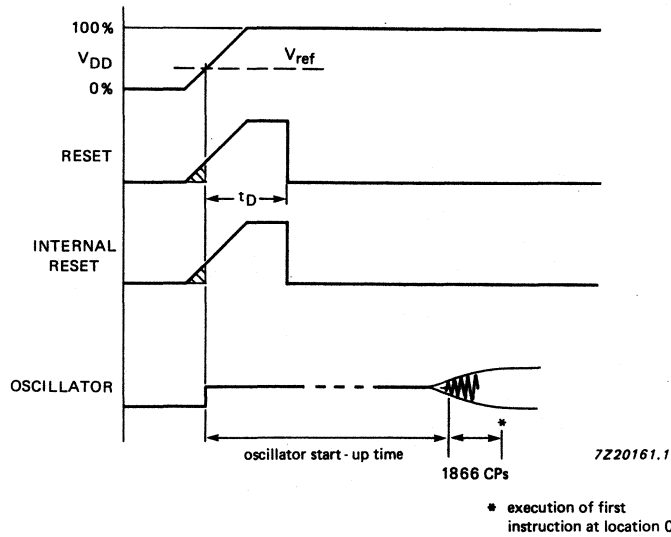 100%
VDD
Vref
0%
RESET
tD
INTERNAL
RESET
OSCILLATOR
oscillator start - up time
*
1866 CPs
7Z20161.1
* execution of first
instruction at location 0